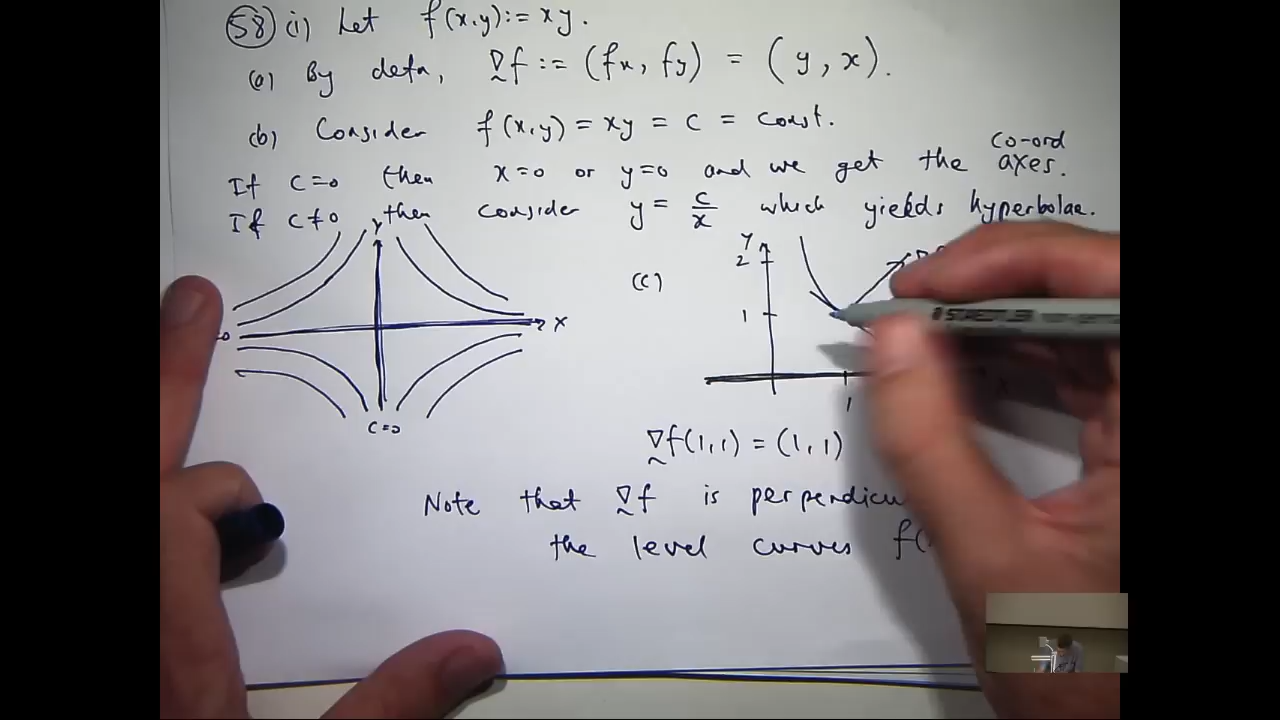 58 (i) Let f(x,y):= xy.
(a) By defn, ∇f := (fx, fy) = (y, x).
(b) Consider f(x,y) = xy = c = const.
If c=0 then x=0 or y=0 and we get the co-ord axes.
If c≠0 then consider y = c/x which yields hyperbolae.
y
x
c=0
(c)
y
2
1
1
∇f(1,1) = (1,1)
Note that ∇f is
the level curves
STAEDTLER